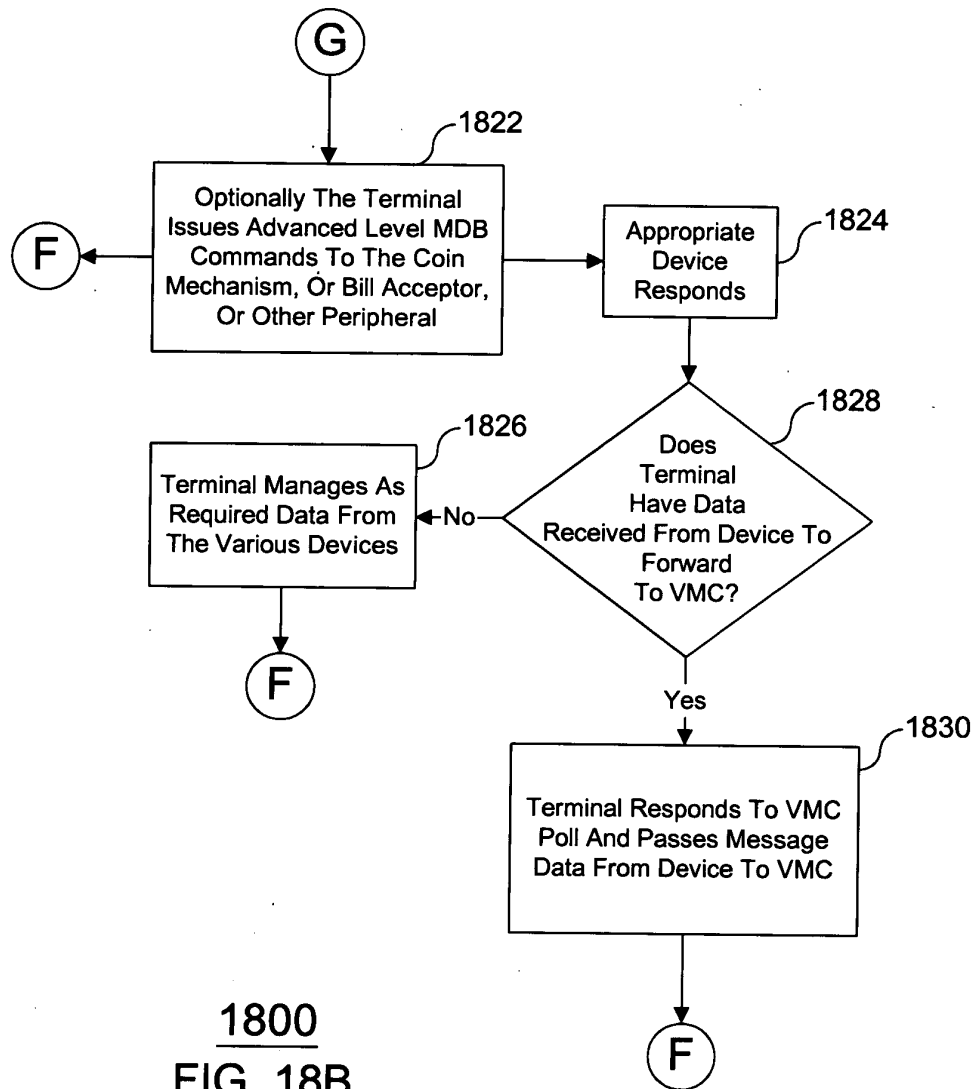 G
1822
Optionally The Terminal
Issues Advanced Level MDB
Commands To The Coin
Mechanism, Or Bill Acceptor,
Or Other Peripheral
F
1824
Appropriate
Device
Responds
1828
Does
Terminal
Have Data
Received From Device To
Forward
To VMC?
No
1826
Terminal Manages As
Required Data From
The Various Devices
F
Yes
1830
Terminal Responds To VMC
Poll And Passes Message
Data From Device To VMC
F
1800
FIG. 18B